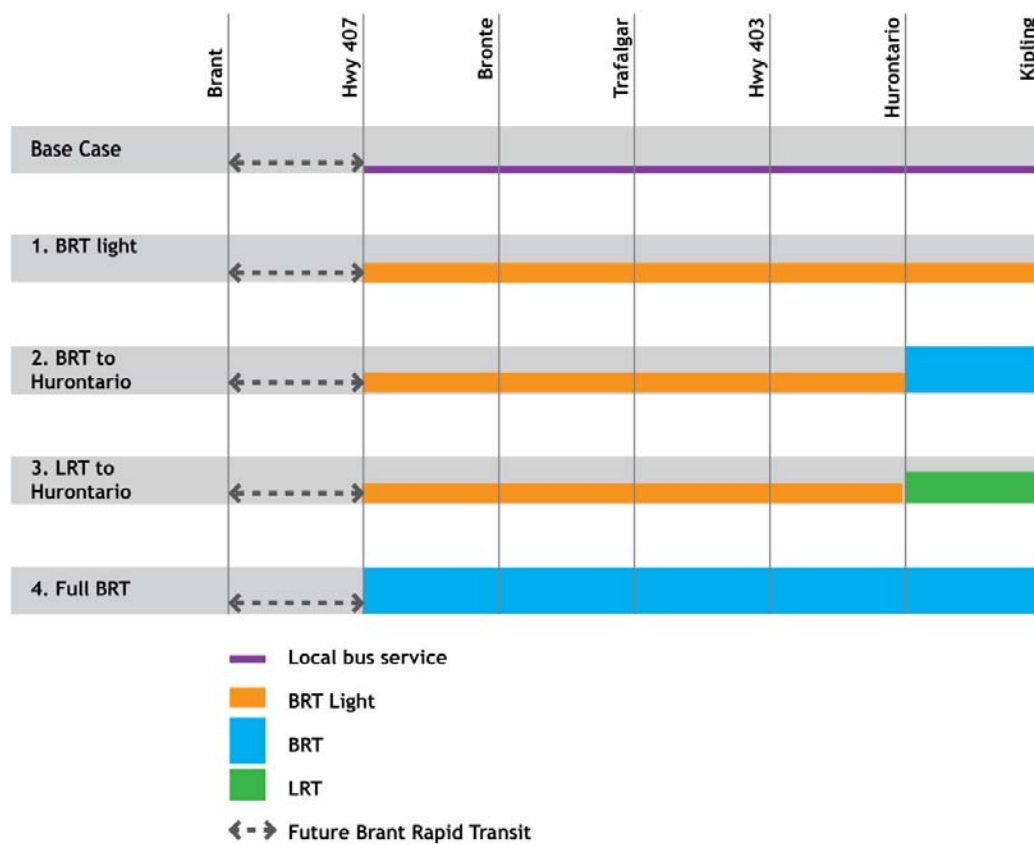 Brant
Hwy 407
Bronte
Trafalgar
Hwy 403
Hurontario
Kipling
Base Case
1. BRT light
2. BRT to
Hurontario
3. LRT to
Hurontario
4. Full BRT
Local bus service
BRT Light
BRT
LRT
Future Brant Rapid Transit